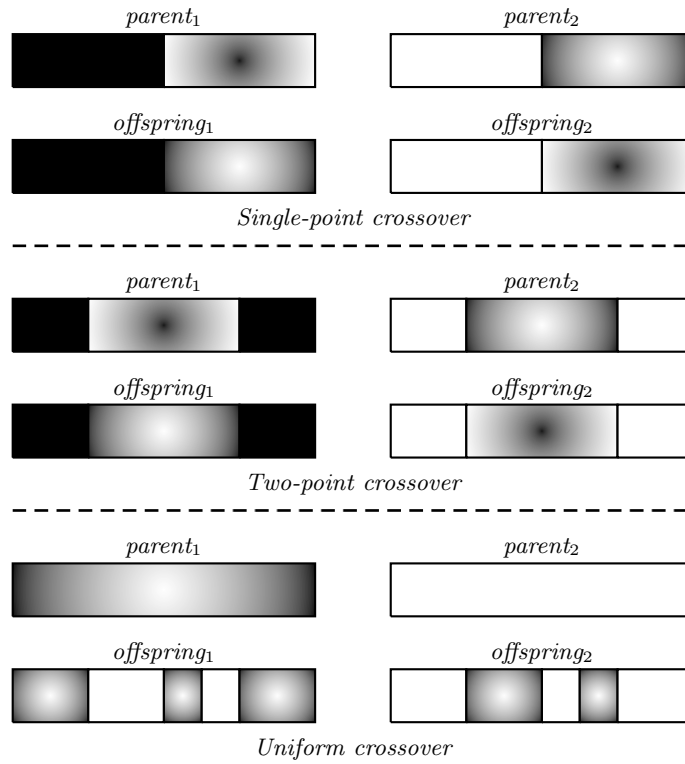 parent₁ parent₂
offspring₁ offspring₂
Single-point crossover
parent₁ parent₂
offspring₁ offspring₂
Two-point crossover
parent₁ parent₂
offspring₁ offspring₂
Uniform crossover